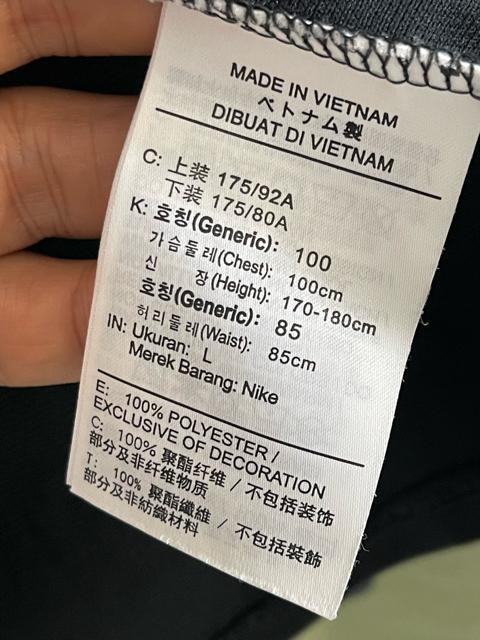 MADE IN VIETNAM
ベトナム製
DIBUAT DI VIETNAM
C: 上装 175/92A
下装 175/80A
K: 호칭(Generic): 100
가슴둘레(Chest): 100cm
신 장(Height): 170-180cm
호칭(Generic): 85
허리둘레(Waist): 85cm
IN: Ukuran: L
Merek Barang: Nike
E: 100% POLYESTER /
EXCLUSIVE OF DECORATION
C: 100% 聚酯纤维 / 不包括装饰
部分及非纤维物质
T: 100% 聚酯纖維 / 不包括裝飾
部分及非紡織材料